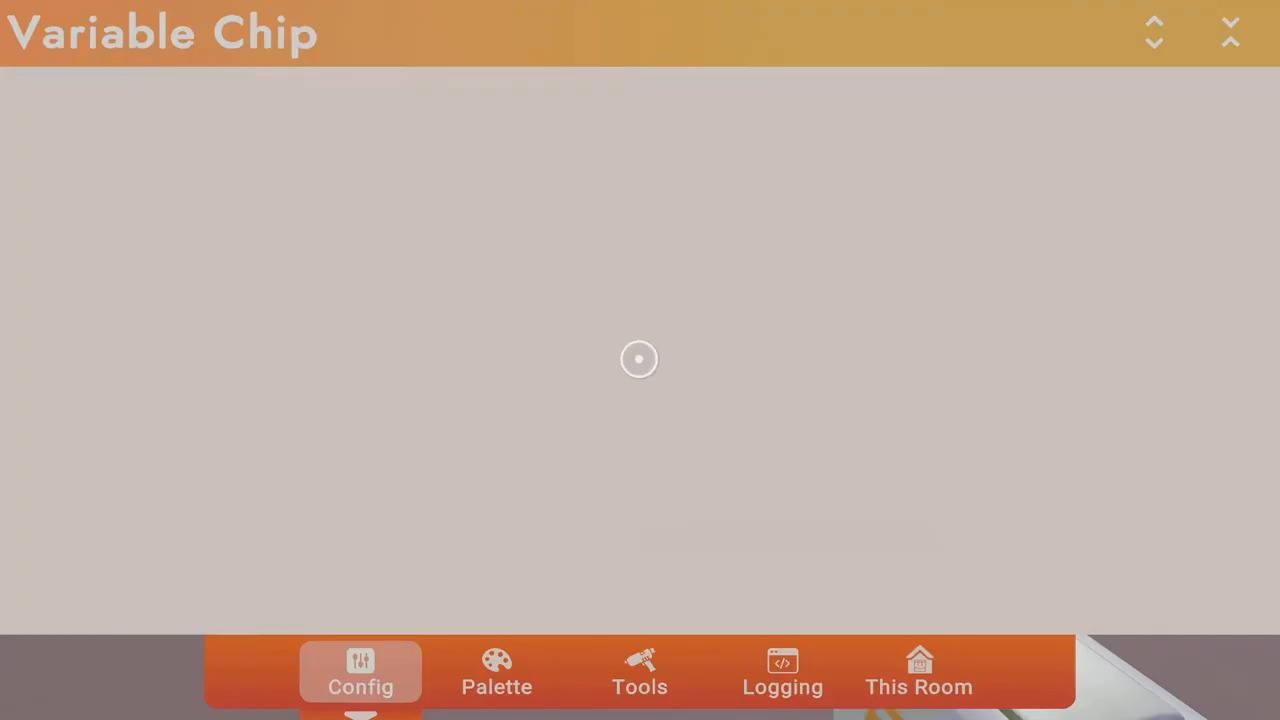 Variable Chip
Config
Palette
Tools
Logging
This Room